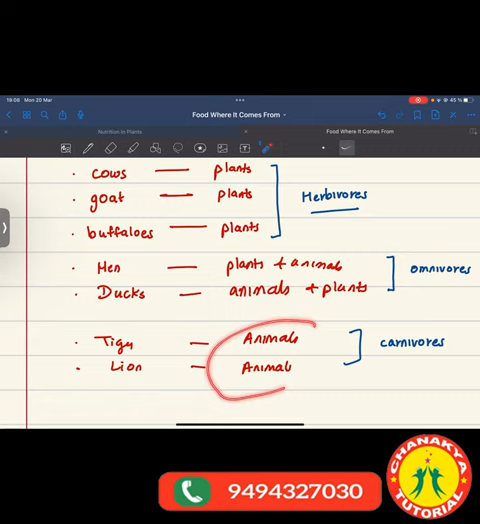 19:08 Mon 20 Mar
45 %
Food Where It Comes From
Nutrition In Plants
Food Where It Comes From
• cows — plants
• goat — plants
• buffaloes — plants
Herbivores
• Hen — plants + animals
• Ducks — animals + plants
omnivores
• Tiger — Animals
• Lion — Animals
carnivores
9494327030
CHANAKYA
TUTORIAL